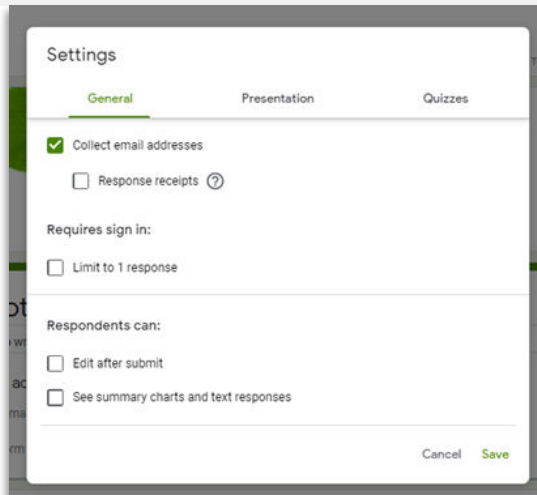 Settings
General Presentation Quizzes
Collect email addresses
Response receipts
Requires sign in:
Limit to 1 response
Respondents can:
Edit after submit
See summary charts and text responses
Cancel Save